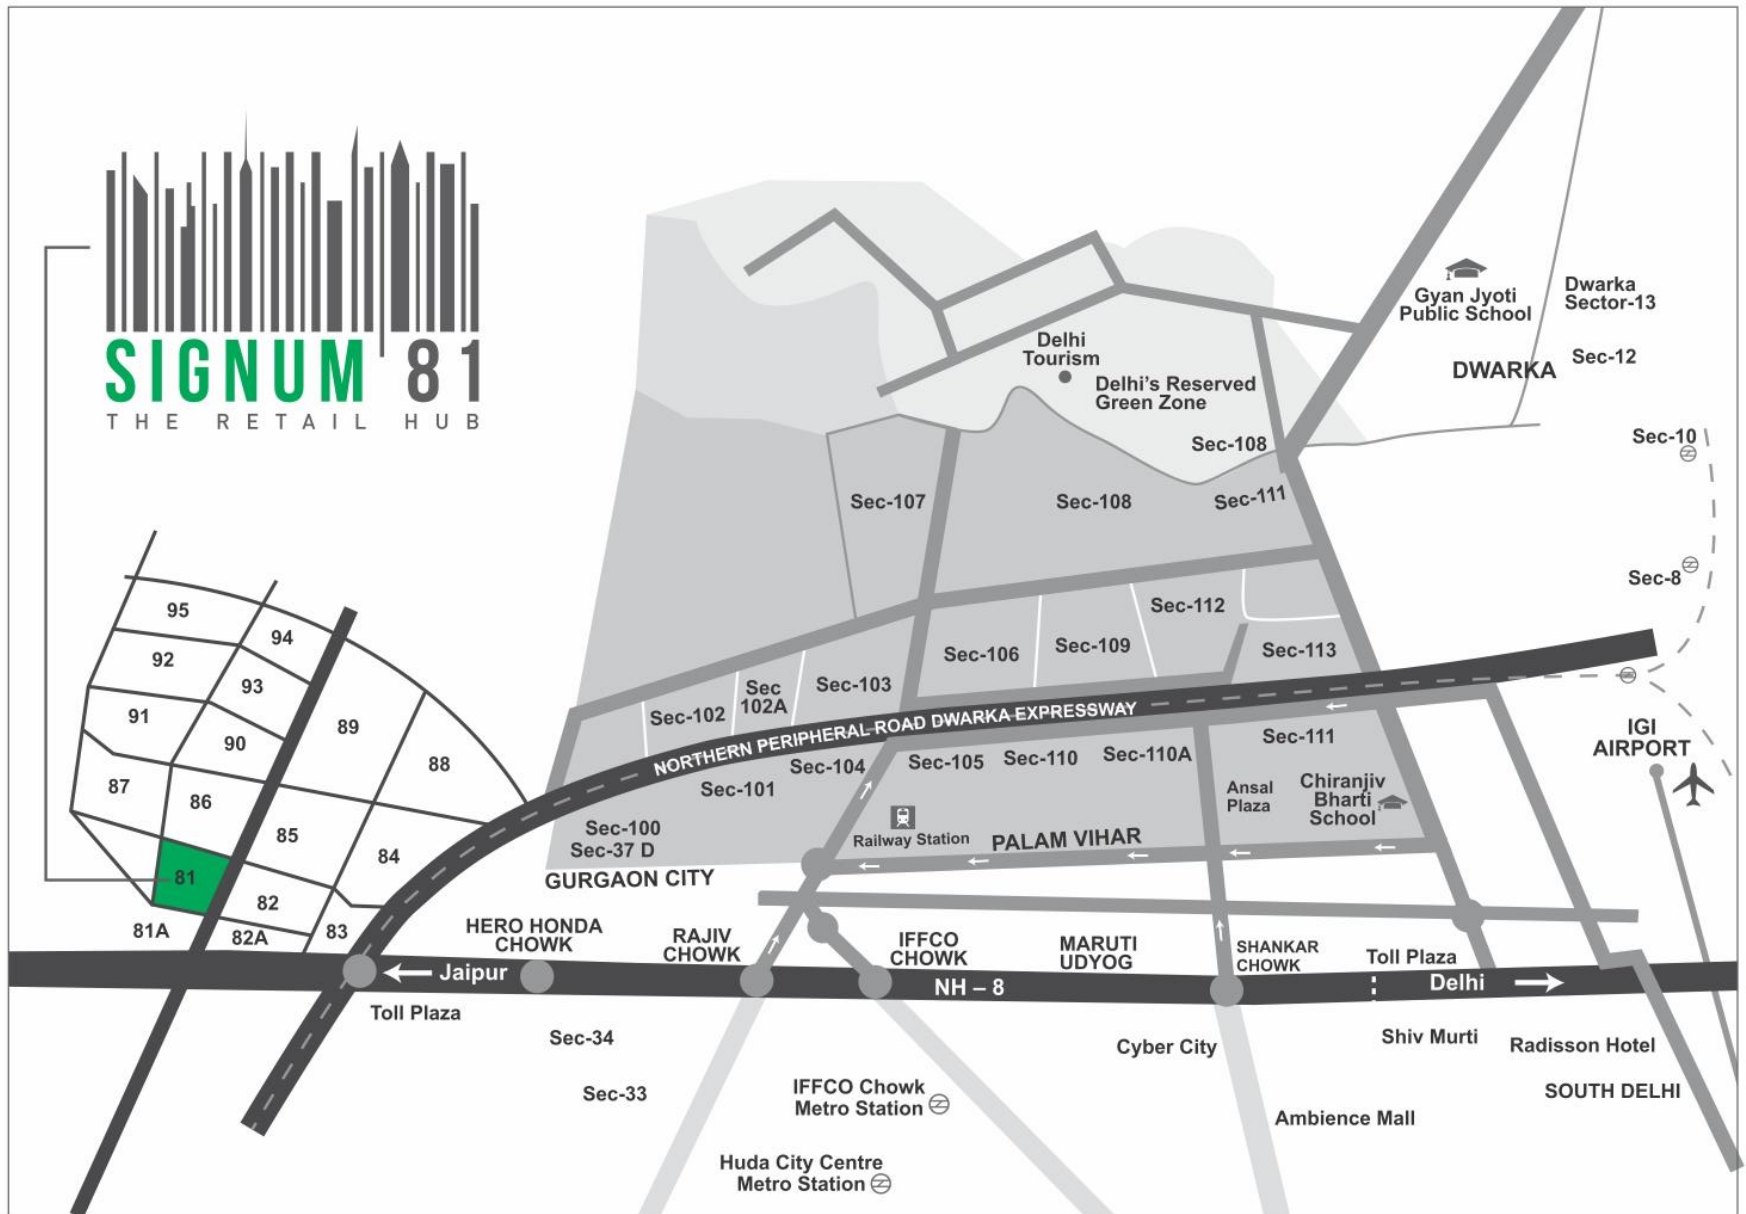 SIGNUM 81
THE RETAIL HUB
Gyan Jyoti
Public School
Dwarka
Sector-13
Sec-12
DWARKA
Delhi
Tourism
Delhi's Reserved
Green Zone
Sec-108
Sec-10
Sec-107
Sec-108
Sec-111
Sec-8
Sec-112
Sec-106
Sec-109
Sec-113
Sec-102
Sec
102A
Sec-103
NORTHERN PERIPHERAL ROAD DWARKA EXPRESSWAY
Sec-101
Sec-104
Sec-105
Sec-110
Sec-110A
Sec-111
IGI
AIRPORT
Ansal
Plaza
Chiranjiv
Bharti
School
Sec-100
Sec-37 D
Railway Station
PALAM VIHAR
GURGAON CITY
95
94
92
93
91
90
89
88
87
86
85
84
81
82
83
81A
82A
HERO HONDA
CHOWK
RAJIV
CHOWK
IFFCO
CHOWK
MARUTI
UDYOG
SHANKAR
CHOWK
Toll Plaza
Jaipur
NH – 8
Delhi
Toll Plaza
Sec-34
Sec-33
Cyber City
Shiv Murti
Radisson Hotel
SOUTH DELHI
IFFCO Chowk
Metro Station
Ambience Mall
Huda City Centre
Metro Station